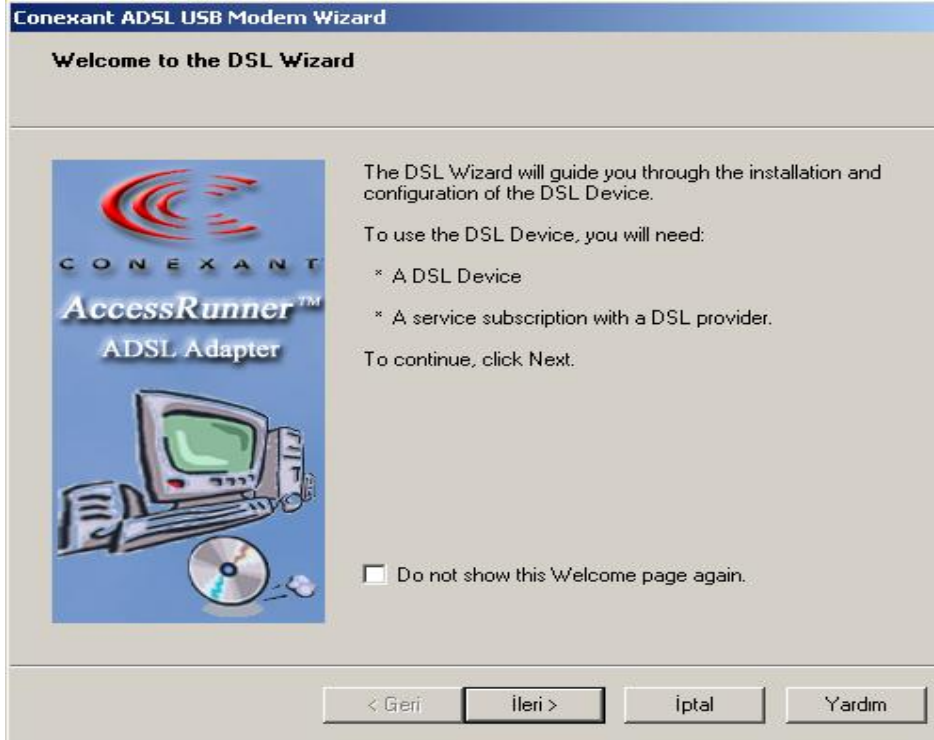 Conexant ADSL USB Modem Wizard
Welcome to the DSL Wizard
CONEXANT
AccessRunner™
ADSL Adapter
The DSL Wizard will guide you through the installation and
configuration of the DSL Device.
To use the DSL Device, you will need:
* A DSL Device
* A service subscription with a DSL provider.
To continue, click Next.
Do not show this Welcome page again.
< Geri
İleri >
İptal
Yardım